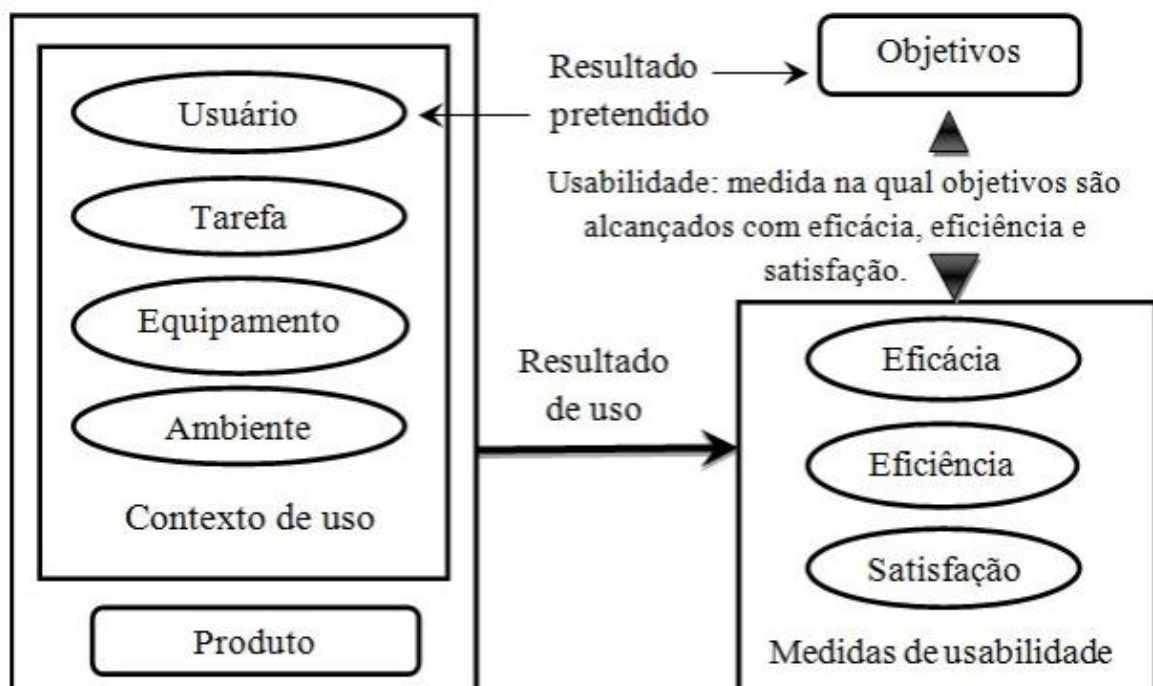 Usuário
Tarefa
Equipamento
Ambiente
Contexto de uso
Produto
Resultado
pretendido
Objetivos
Usabilidade: medida na qual objetivos são
alcançados com eficácia, eficiência e
satisfação.
Resultado
de uso
Eficácia
Eficiência
Satisfação
Medidas de usabilidade